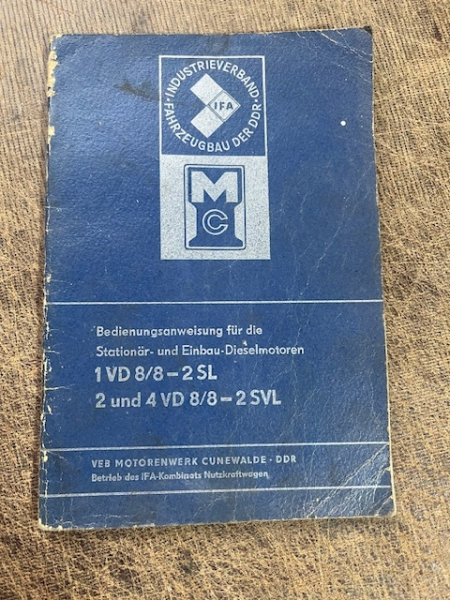 · INDUSTRIEVERBAND ·
FAHRZEUGBAU DER DDR
IFA
M
C
Bedienungsanweisung für die
Stationär- und Einbau-Dieselmotoren
1 VD 8/8 – 2 SL
2 und 4 VD 8/8 – 2 SVL
VEB MOTORENWERK CUNEWALDE · DDR
Betrieb des IFA-Kombinats Nutzkraftwagen